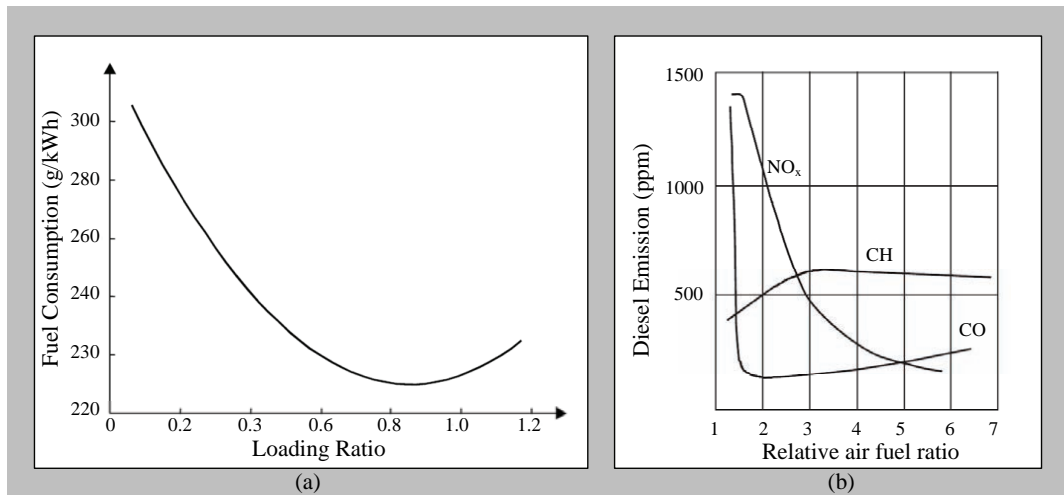 Fuel Consumption (g/kWh)
300
280
260
240
230
220
0
0.2
0.3
0.6
0.8
1.0
1.2
Loading Ratio
(a)
Diesel Emission (ppm)
1500
1000
500
NOx
CH
CO
1 2 3 4 5 6 7
Relative air fuel ratio
(b)